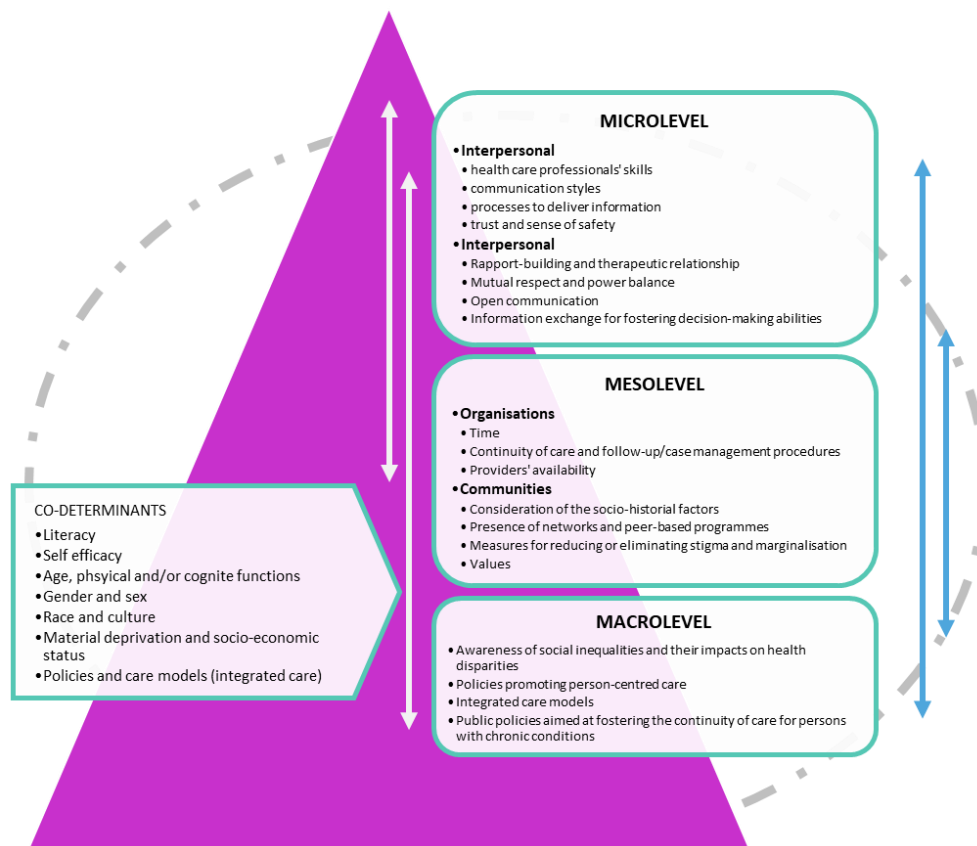 MICROLEVEL
•Interpersonal
•health care professionals' skills
•communication styles
•processes to deliver information
•trust and sense of safety
•Interpersonal
•Rapport-building and therapeutic relationship
•Mutual respect and power balance
•Open communication
•Information exchange for fostering decision-making abilities
MESOLEVEL
•Organisations
•Time
•Continuity of care and follow-up/case management procedures
•Providers' availability
•Communities
•Consideration of the socio-historial factors
•Presence of networks and peer-based programmes
•Measures for reducing or eliminating stigma and marginalisation
•Values
CO-DETERMINANTS
•Literacy
•Self efficacy
•Age, phsyical and/or cognite functions
•Gender and sex
•Race and culture
•Material deprivation and socio-economic
status
•Policies and care models (integrated care)
MACROLEVEL
•Awareness of social inequalities and their impacts on health
disparities
•Policies promoting person-centred care
•Integrated care models
•Public policies aimed at fostering the continuity of care for persons
with chronic conditions